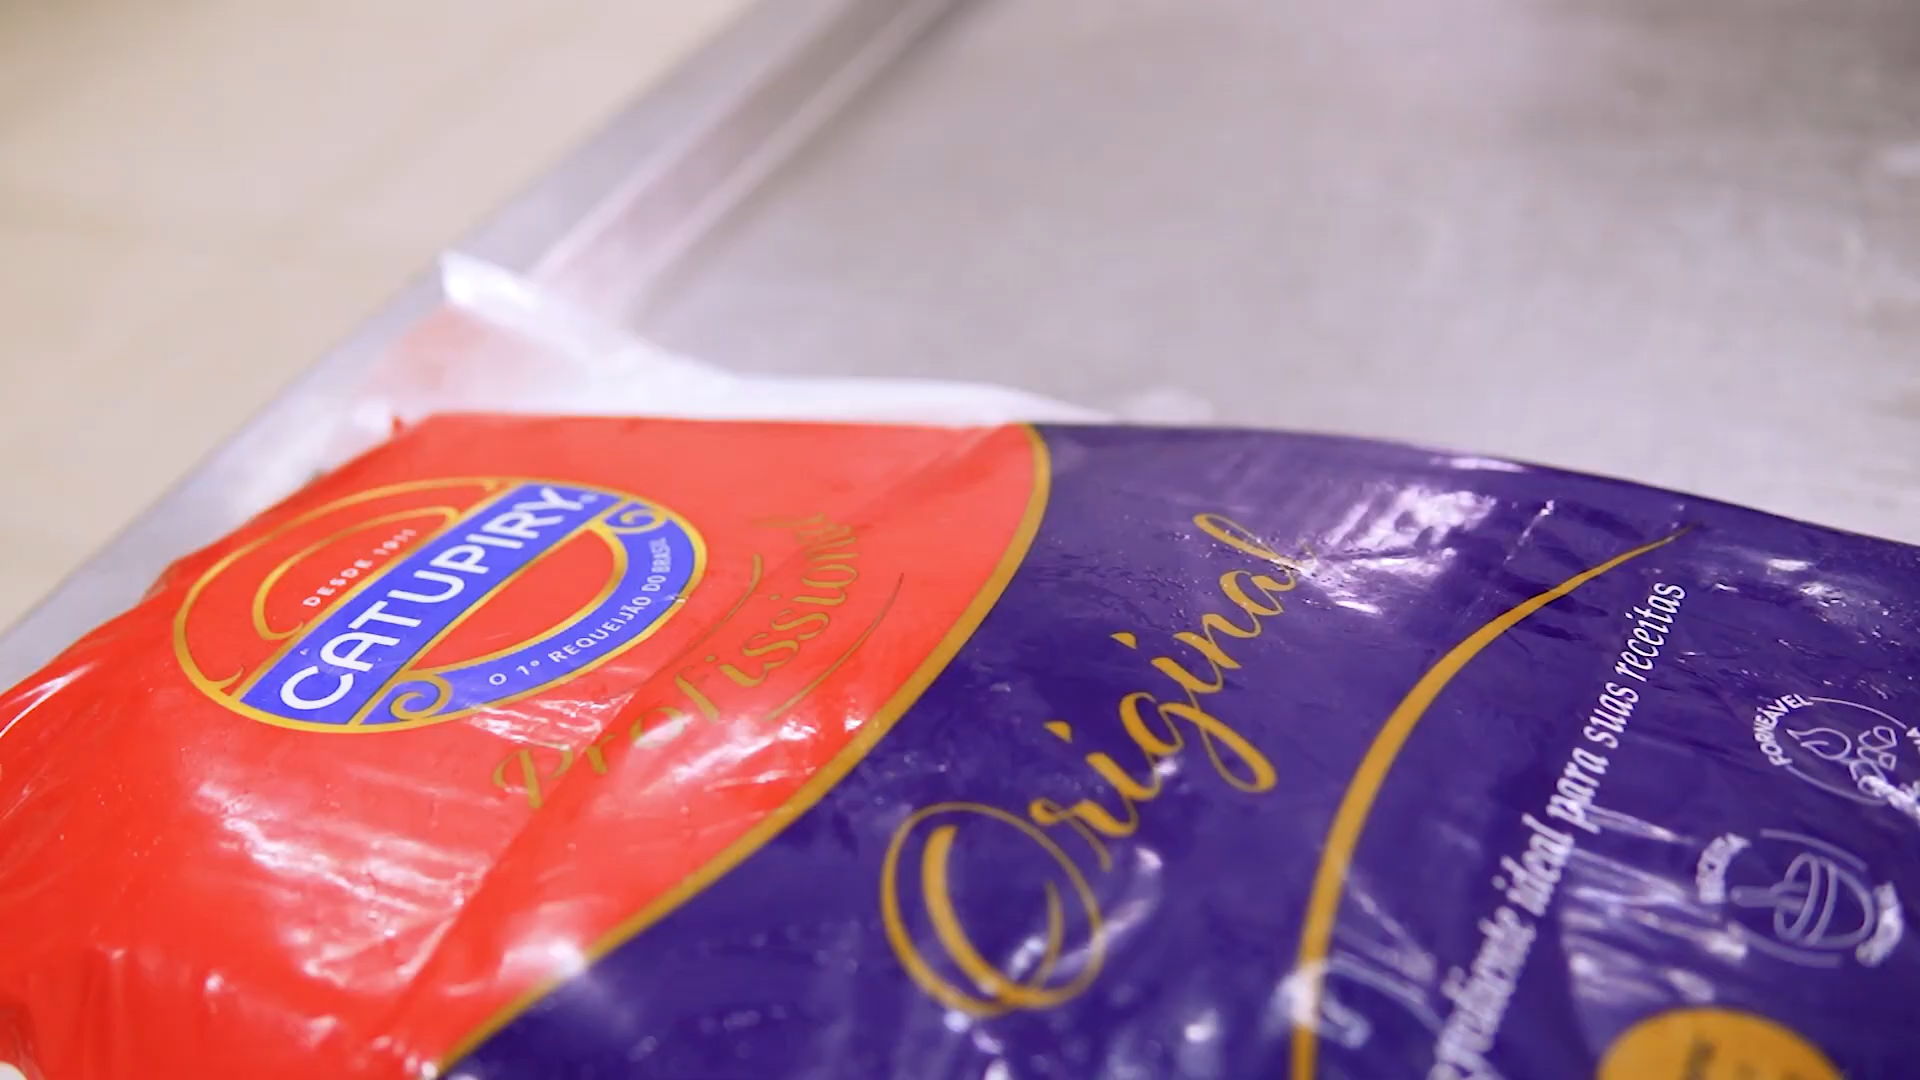 DESDE 1911
CATUPIRY®
O 1º REQUEIJÃO DO BRASIL
Profissional
Original
ideal para suas receitas
FORNEÁVEL